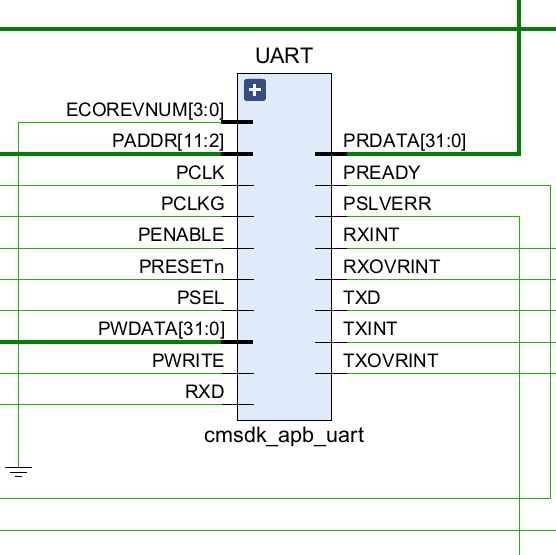 UART
ECOREVNUM[3:0]
PADDR[11:2]
PCLK
PCLKG
PENABLE
PRESETn
PSEL
PWDATA[31:0]
PWRITE
RXD
PRDATA[31:0]
PREADY
PSLVERR
RXINT
RXOVRINT
TXD
TXINT
TXOVRINT
cmsdk_apb_uart